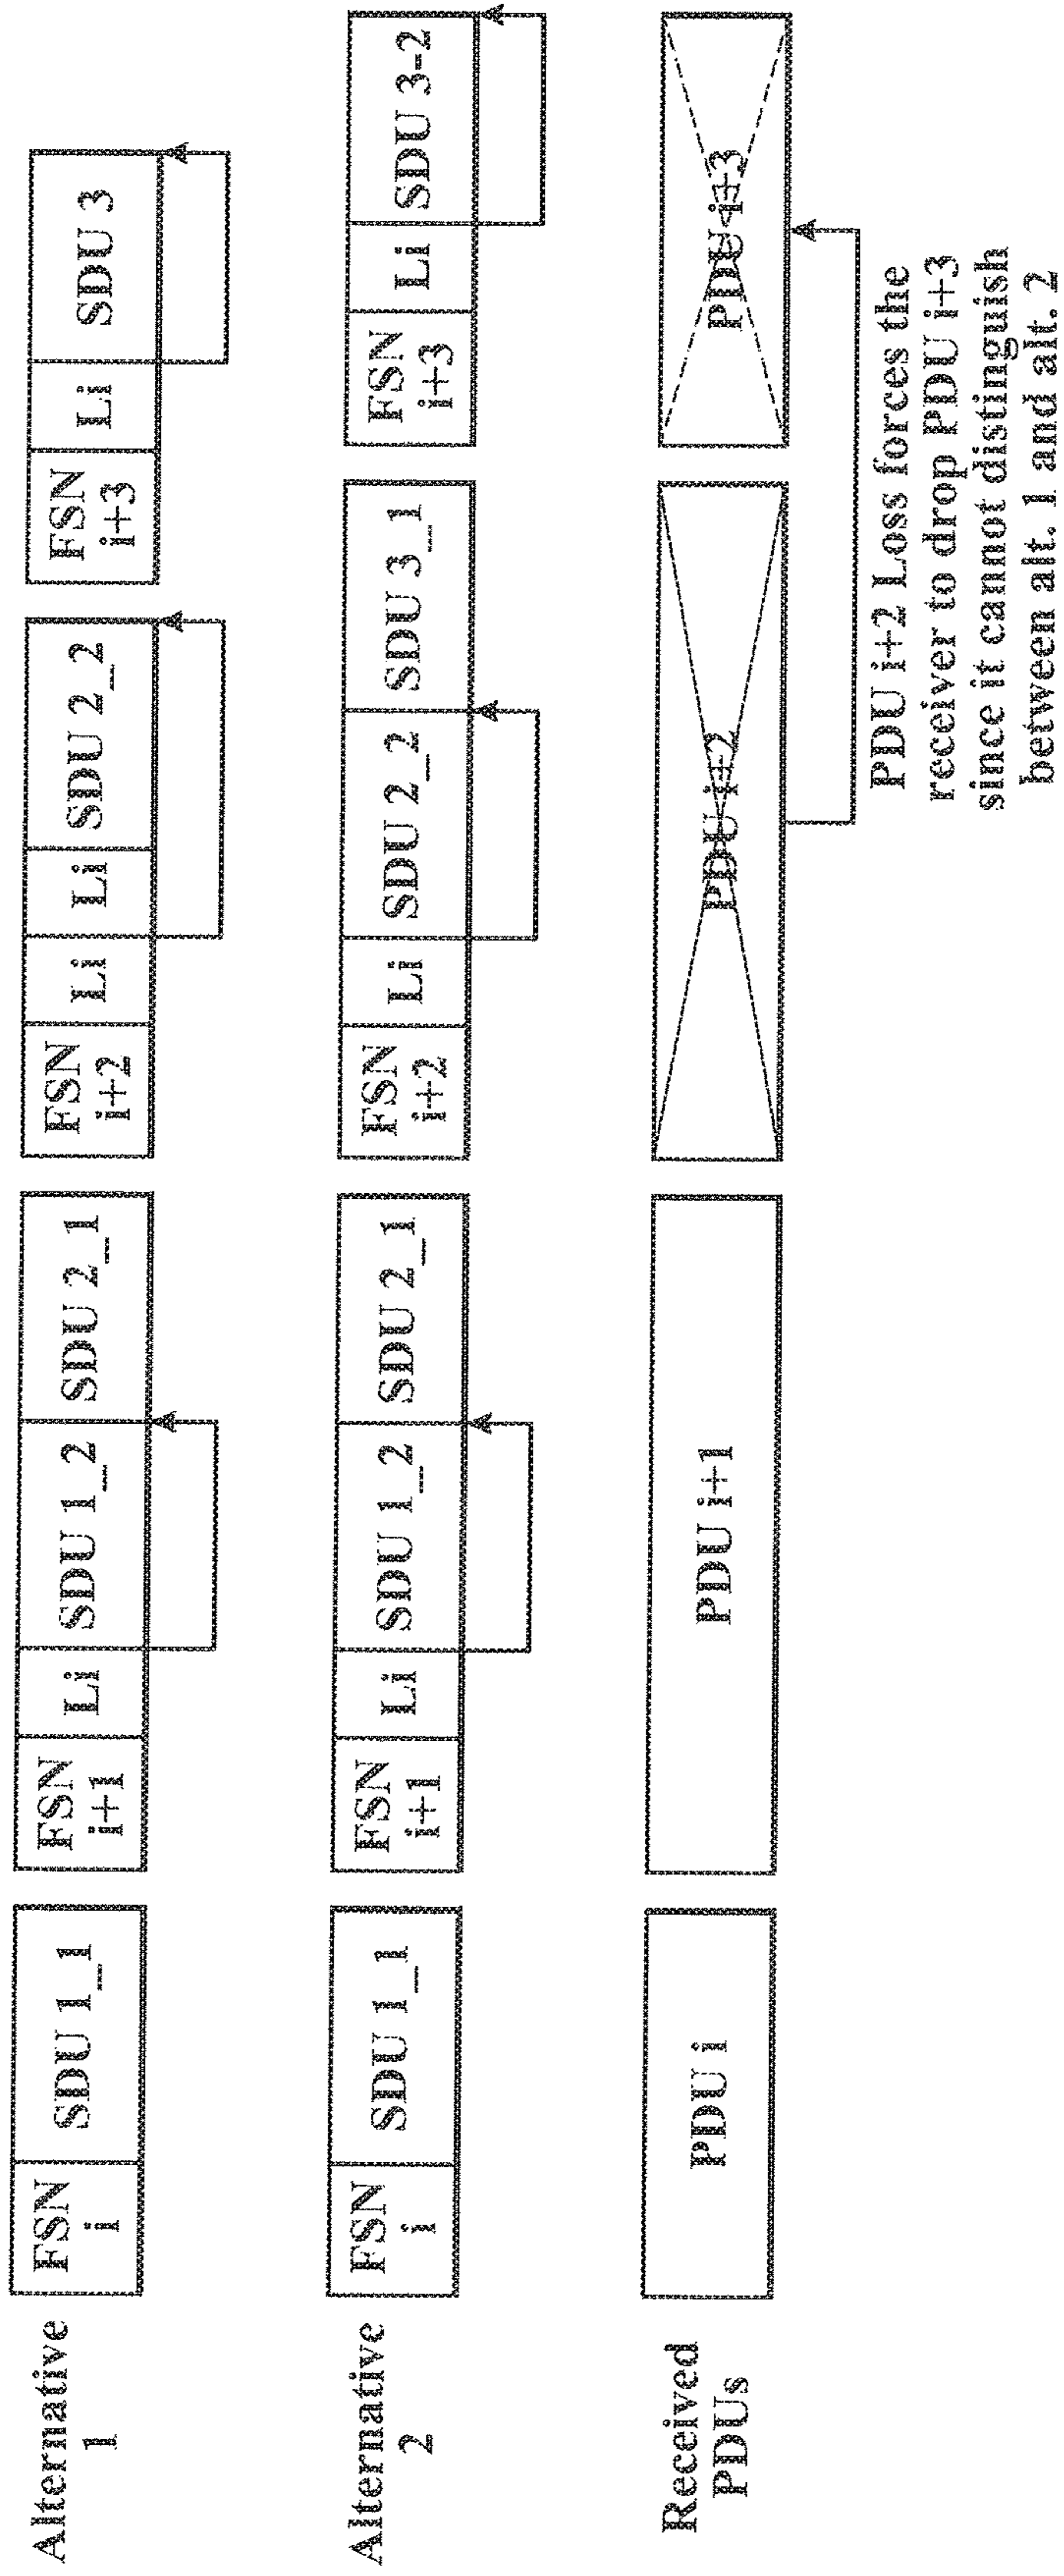 Alternative
1
FSN
i
SDU 1_1
FSN
i+1
Li
SDU 1_2
SDU 2_1
FSN
i+2
Li
Li
SDU 2_2
FSN
i+3
Li
SDU 3
Alternative
2
FSN
i
SDU 1_1
FSN
i+1
Li
SDU 1_2
SDU 2_1
FSN
i+2
Li
SDU 2_2
SDU 3_1
FSN
i+3
Li
SDU 3-2
Received
PDUs
PDU i
PDU i+1
PDU i+2
PDU i+3
PDU i+2 Loss forces the
receiver to drop PDU i+3
since it cannot distinguish
between alt. 1 and alt. 2